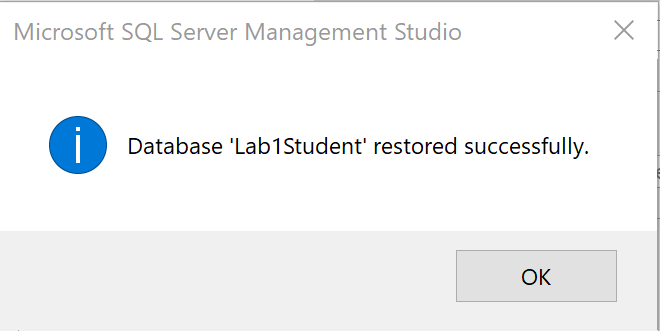 Microsoft SQL Server Management Studio
Database 'Lab1Student' restored successfully.
OK